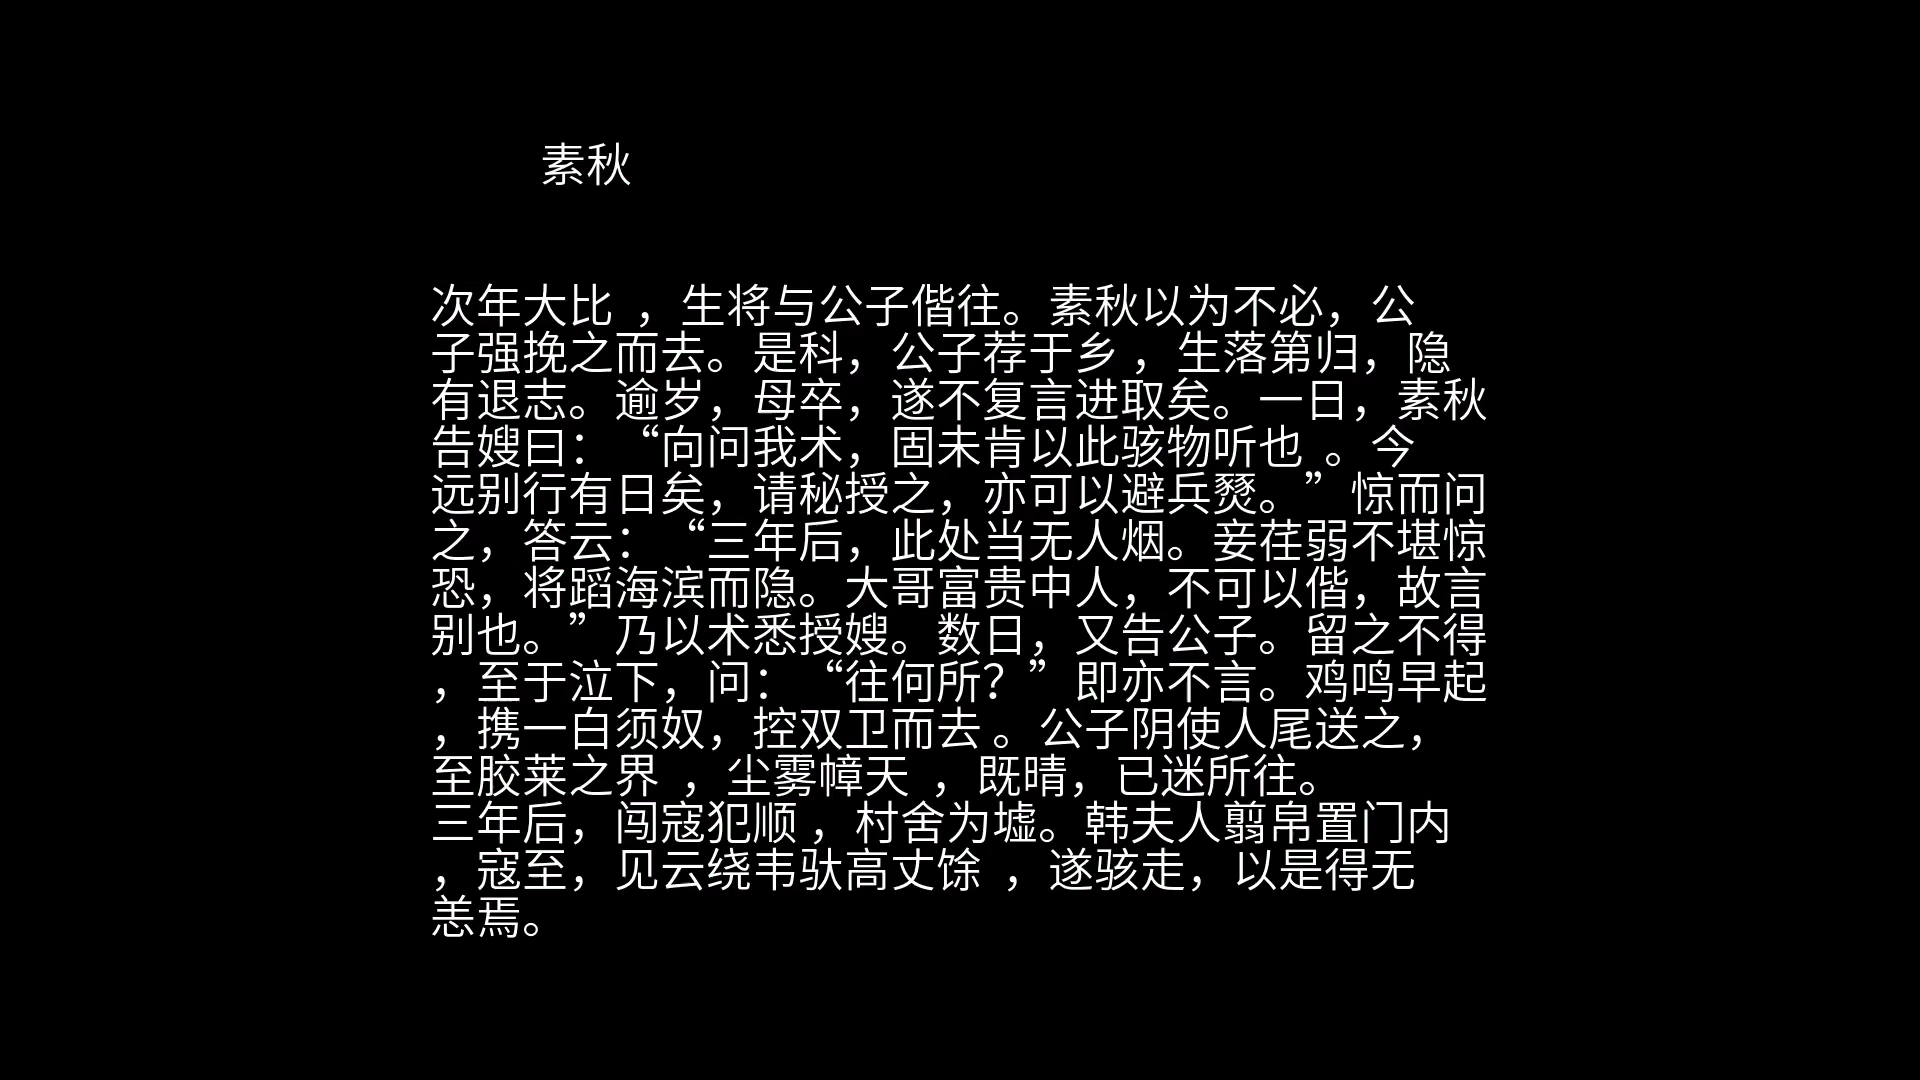 素秋
次年大比 ，生将与公子偕往。素秋以为不必，公
子强挽之而去。是科，公子荐于乡 ，生落第归，隐
有退志。逾岁，母卒，遂不复言进取矣。一日，素秋
告嫂曰：“向问我术，固未肯以此骇物听也 。今
远别行有日矣，请秘授之，亦可以避兵燹。”惊而问
之，答云：“三年后，此处当无人烟。妾荏弱不堪惊
恐，将蹈海滨而隐。大哥富贵中人，不可以偕，故言
别也。”乃以术悉授嫂。数日，又告公子。留之不得
，至于泣下，问：“往何所？”即亦不言。鸡鸣早起
，携一白须奴，控双卫而去 。公子阴使人尾送之，
至胶莱之界 ，尘雾幛天 ，既晴，已迷所往。
三年后，闯寇犯顺 ，村舍为墟。韩夫人翦帛置门内
，寇至，见云绕韦驮高丈馀 ，遂骇走，以是得无
恙焉。